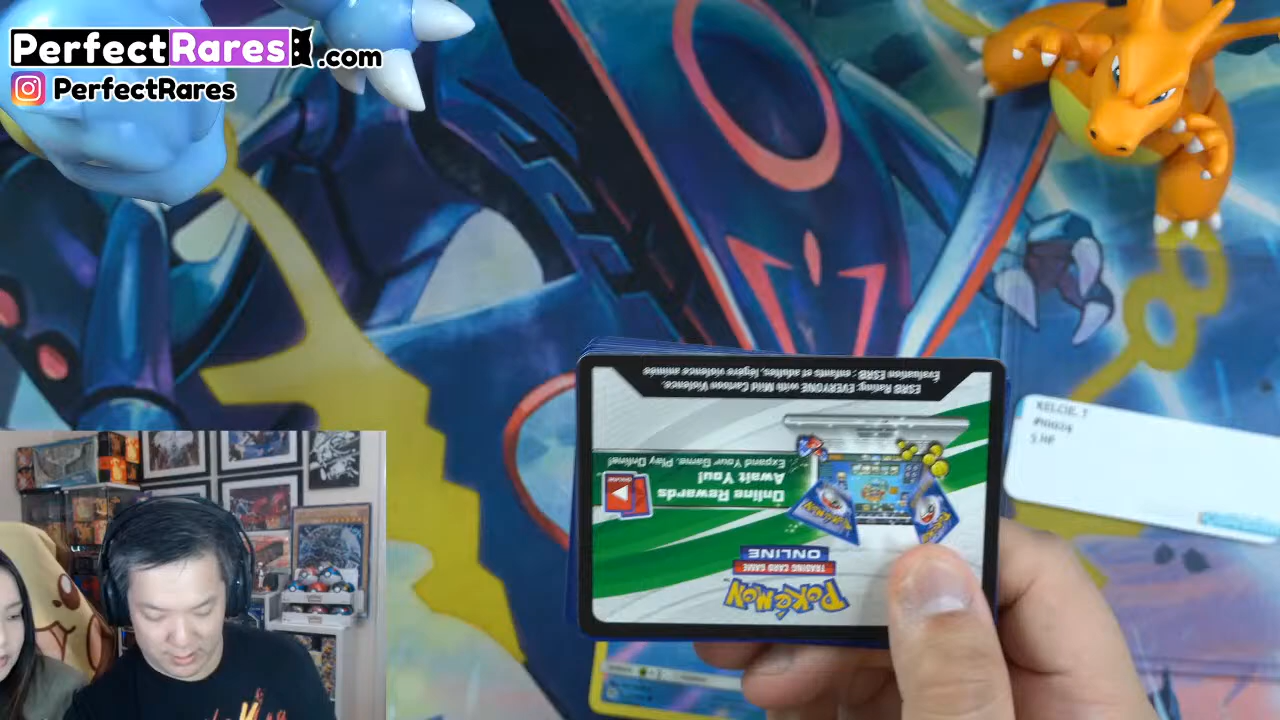 PerfectRares.com
PerfectRares
ESRB Rating: EVERYONE with Mild Cartoon Violence.
Évaluation ESRB : enfants et adultes, légère violence animée
Online Rewards
Await You!
Expand Your Game. Play Online!
POKÉMON
TRADING CARD GAME
ONLINE
KELCIE. J